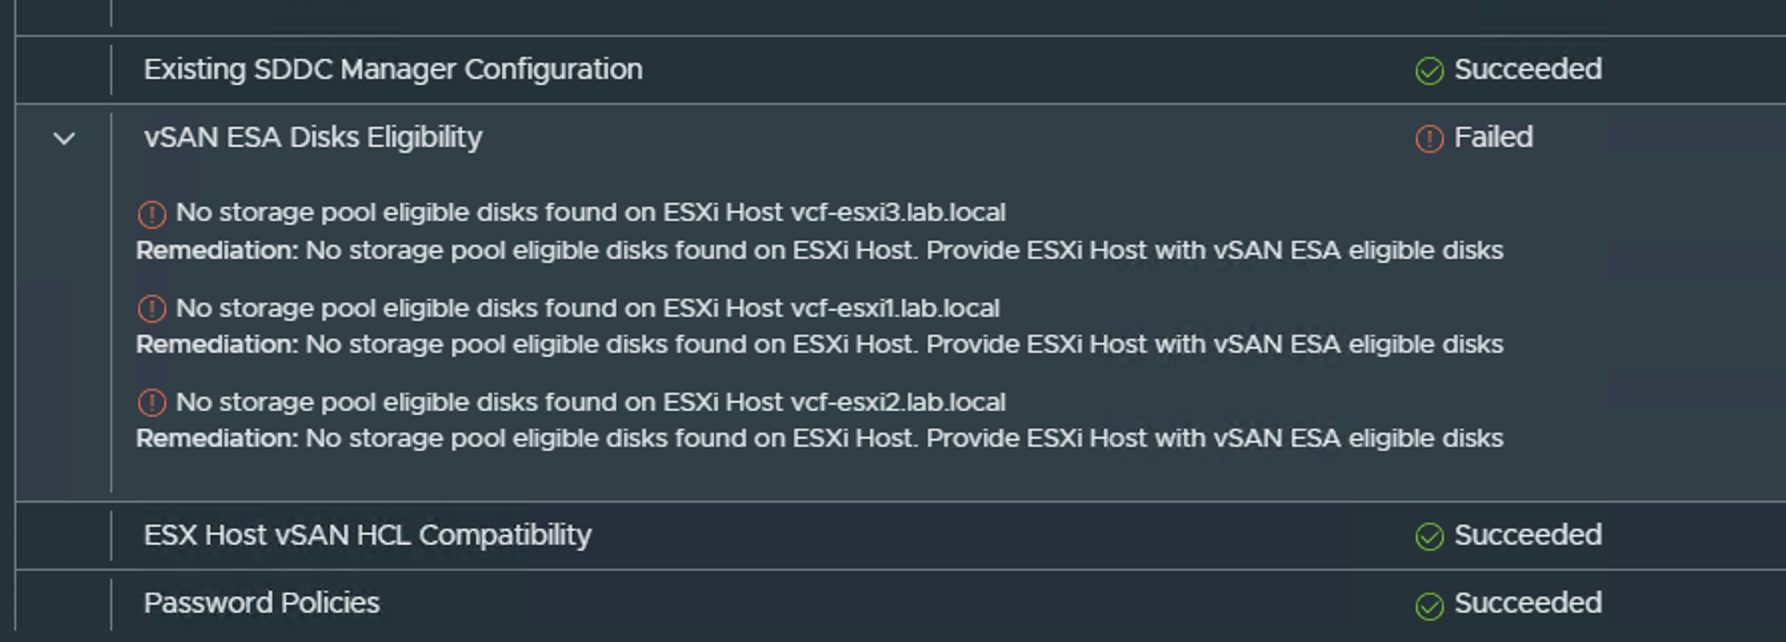 Existing SDDC Manager Configuration Succeeded
vSAN ESA Disks Eligibility Failed
No storage pool eligible disks found on ESXi Host vcf-esxi3.lab.local
Remediation: No storage pool eligible disks found on ESXi Host. Provide ESXi Host with vSAN ESA eligible disks
No storage pool eligible disks found on ESXi Host vcf-esxi1.lab.local
Remediation: No storage pool eligible disks found on ESXi Host. Provide ESXi Host with vSAN ESA eligible disks
No storage pool eligible disks found on ESXi Host vcf-esxi2.lab.local
Remediation: No storage pool eligible disks found on ESXi Host. Provide ESXi Host with vSAN ESA eligible disks
ESX Host vSAN HCL Compatibility Succeeded
Password Policies Succeeded